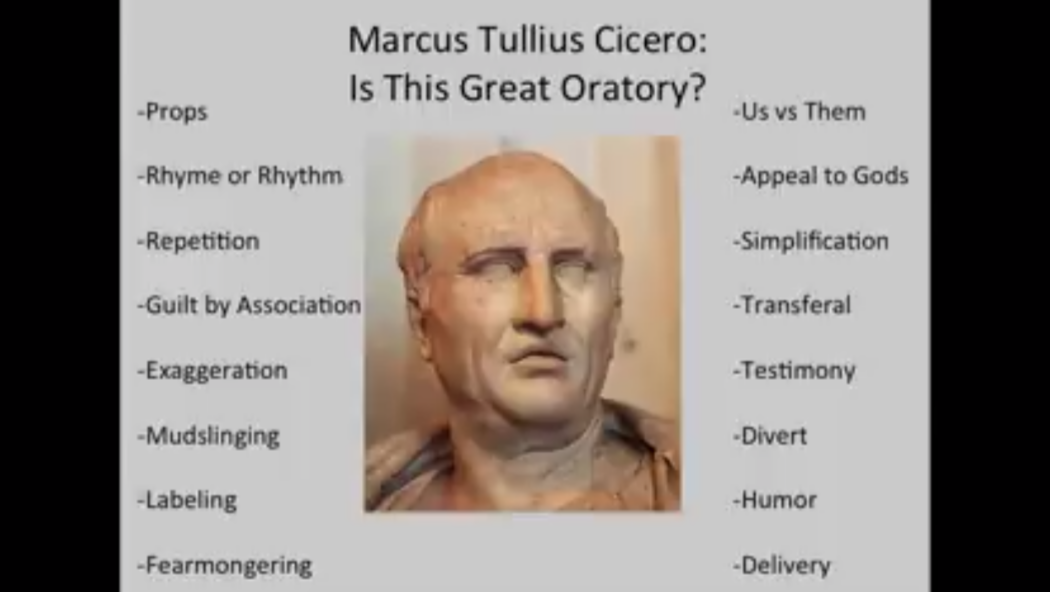 Marcus Tullius Cicero:
Is This Great Oratory?
-Props
-Rhyme or Rhythm
-Repetition
-Guilt by Association
-Exaggeration
-Mudslinging
-Labeling
-Fearmongering
-Us vs Them
-Appeal to Gods
-Simplification
-Transferal
-Testimony
-Divert
-Humor
-Delivery